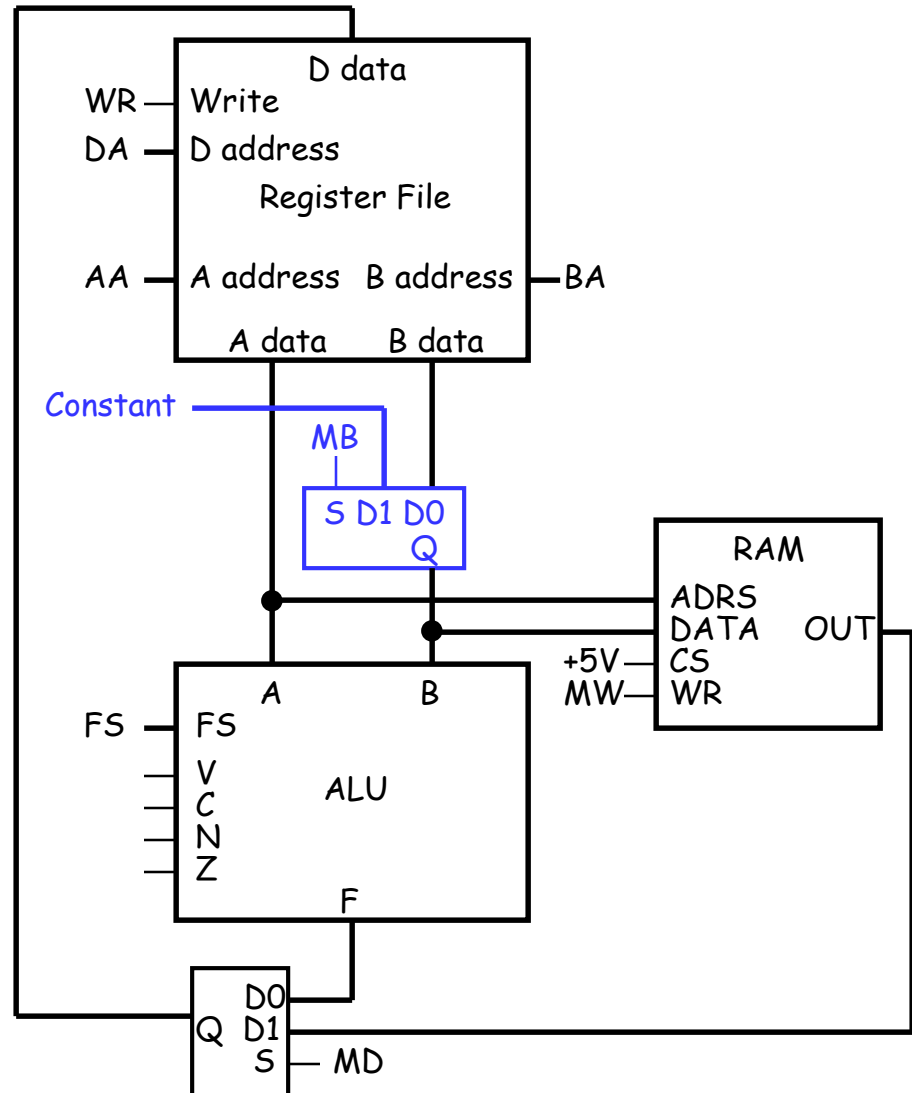 D data
WR Write
DA D address
Register File
AA A address B address BA
A data B data
Constant
MB
S D1 D0
Q
RAM
ADRS
DATA OUT
+5V CS
MW WR
A B
FS FS
V
ALU
C
N
Z
F
D0
Q D1
S MD